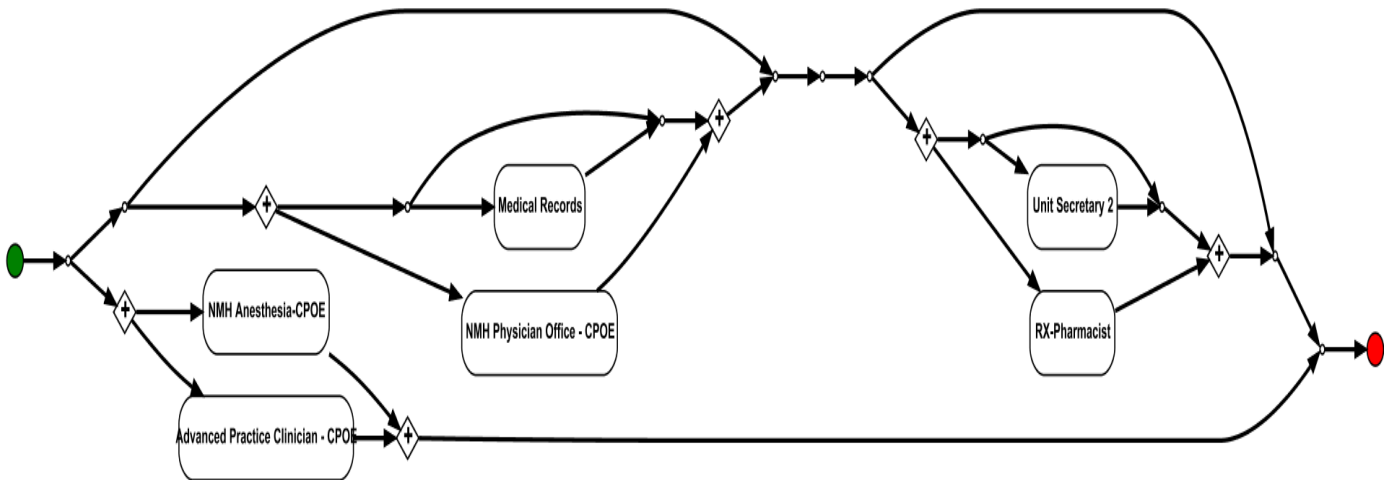 Medical Records
Unit Secretary 2
NMH Anesthesia-CPOE
NMH Physician Office - CPOE
RX-Pharmacist
Advanced Practice Clinician - CPOE